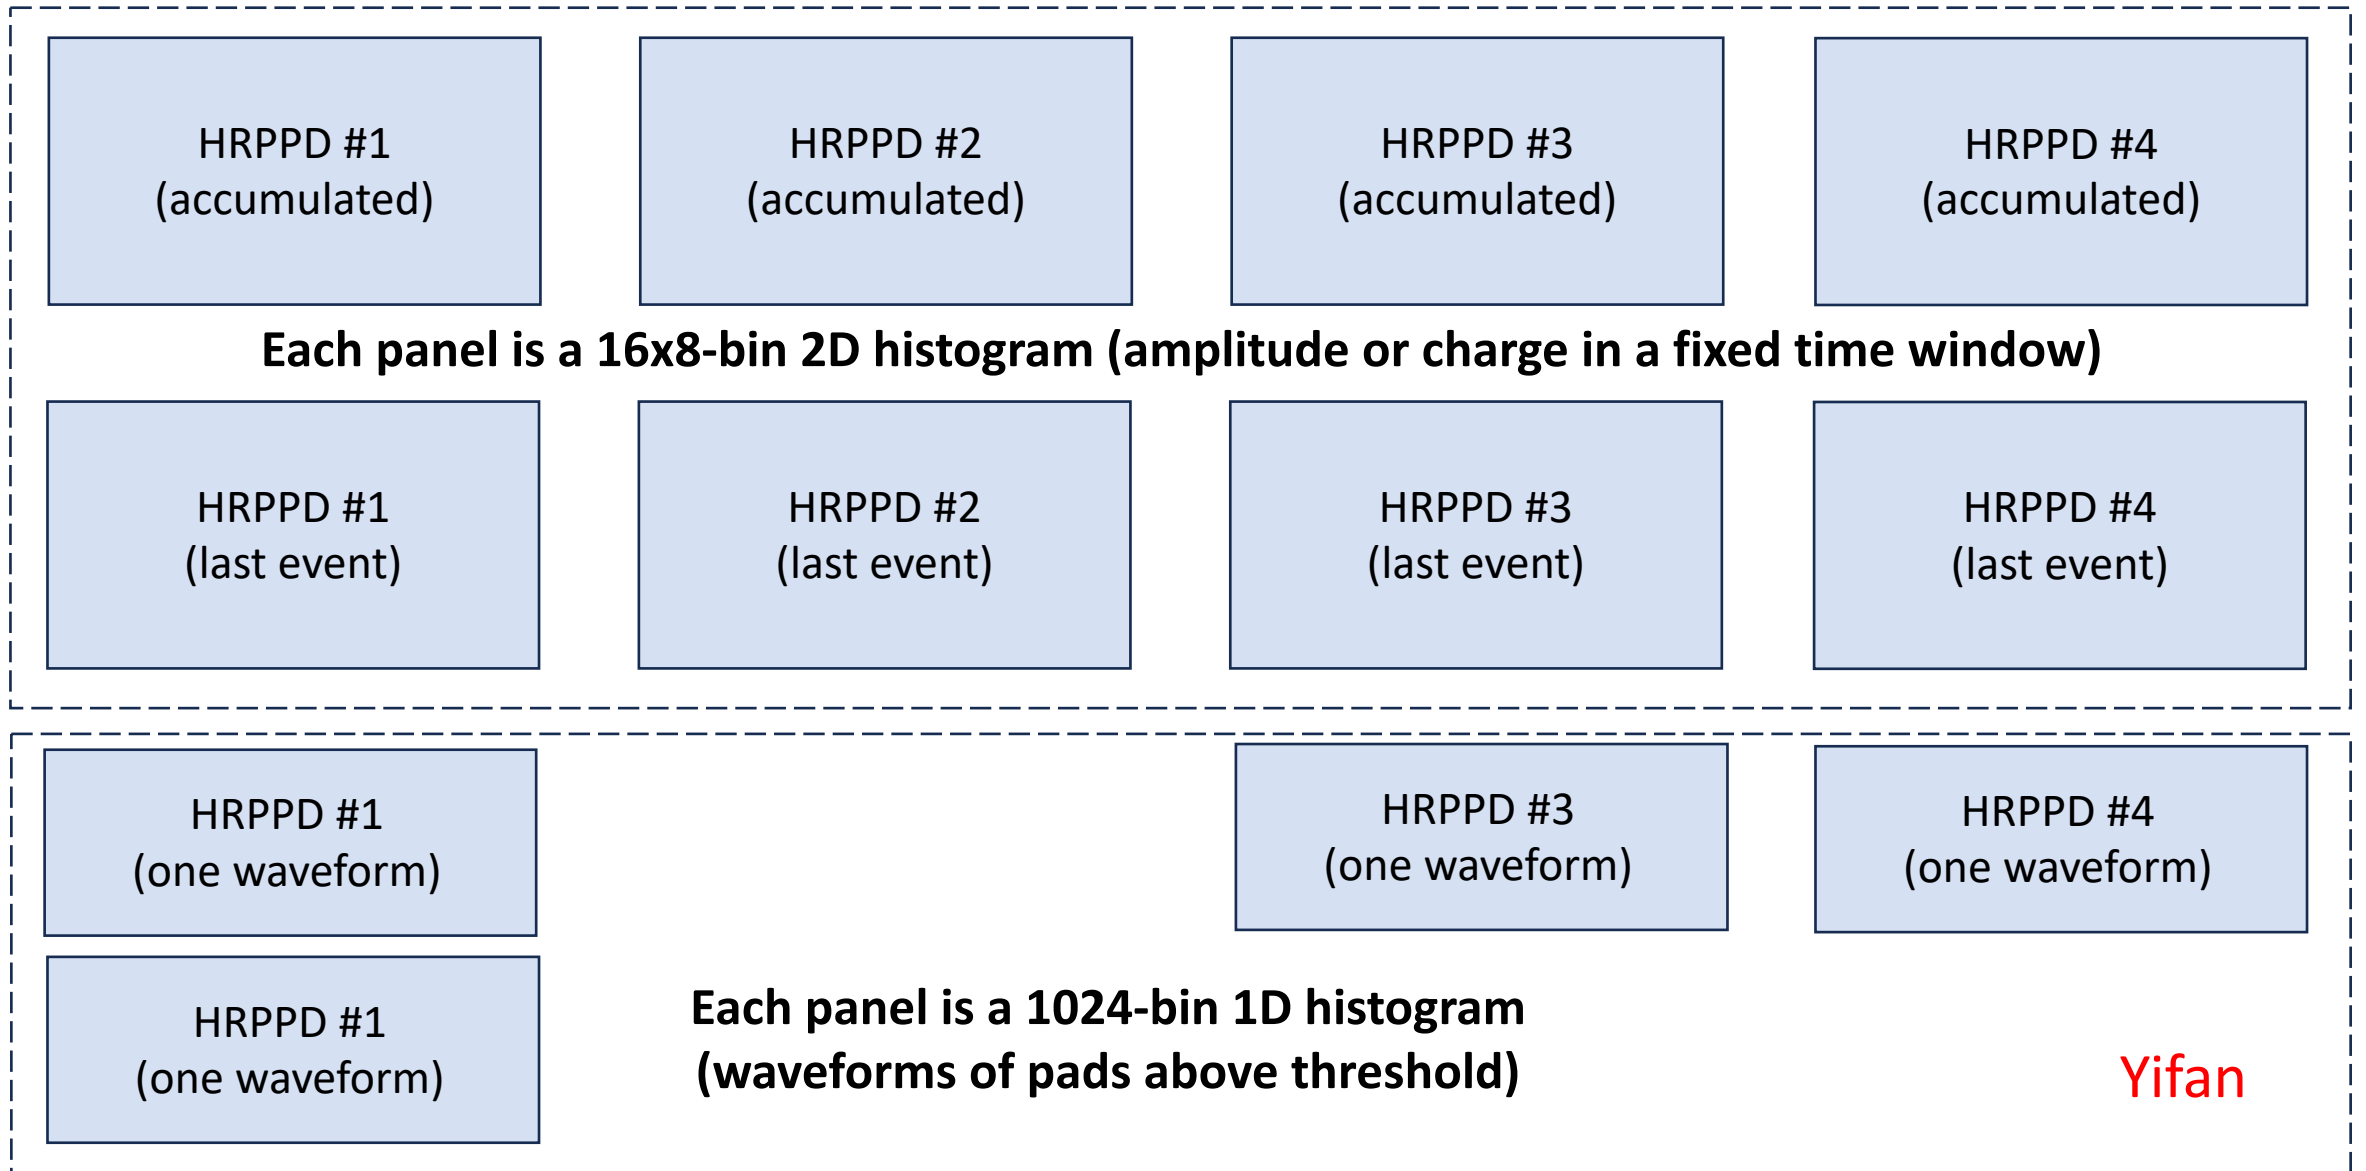 HRPPD #1
(accumulated)
HRPPD #2
(accumulated)
HRPPD #3
(accumulated)
HRPPD #4
(accumulated)
Each panel is a 16x8-bin 2D histogram (amplitude or charge in a fixed time window)
HRPPD #1
(last event)
HRPPD #2
(last event)
HRPPD #3
(last event)
HRPPD #4
(last event)
HRPPD #1
(one waveform)
HRPPD #3
(one waveform)
HRPPD #4
(one waveform)
HRPPD #1
(one waveform)
Each panel is a 1024-bin 1D histogram
(waveforms of pads above threshold)
Yifan